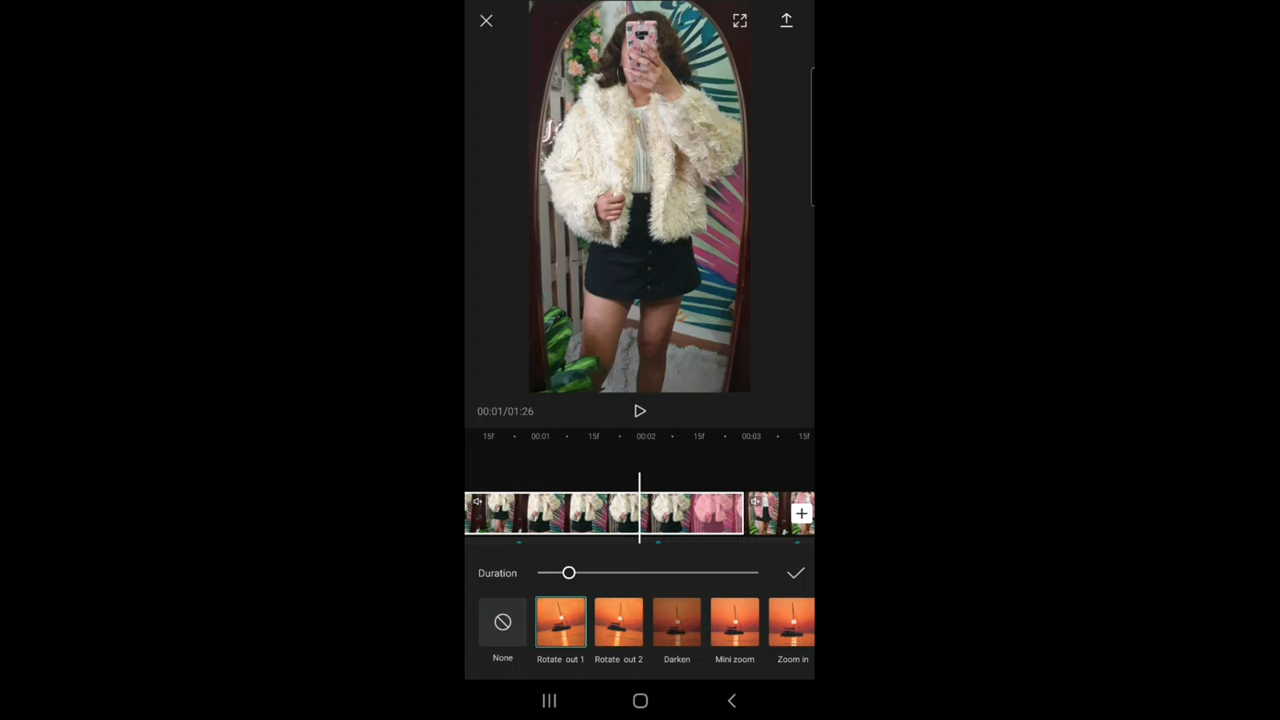 00:01/01:26
15f 00:01 15f 00:02 15f 00:03 15f
Duration
None Rotate out 1 Rotate out 2 Darken Mini zoom Zoom in